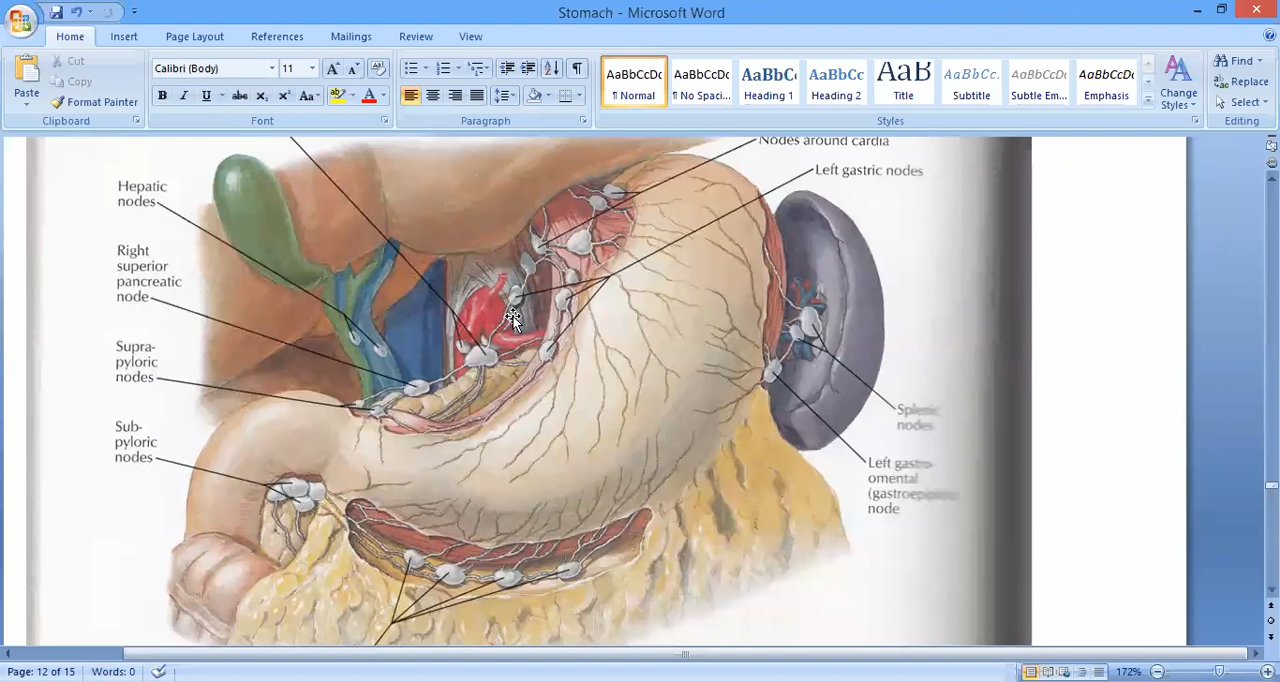 Stomach - Microsoft Word
Home
Insert
Page Layout
References
Mailings
Review
View
Paste
Cut
Copy
Format Painter
Clipboard
Calibri (Body)
11
Font
Paragraph
AaBbCcDc
¶ Normal
AaBbCcDc
¶ No Spaci...
AaBbC
Heading 1
AaBbCc
Heading 2
AaB
Title
AaBbCc.
Subtitle
AaBbCcDc
Subtle Em...
AaBbCcDc
Emphasis
Change
Styles
Styles
Find
Replace
Select
Editing
Nodes around cardia
Left gastric nodes
Hepatic
nodes
Right
superior
pancreatic
node
Supra-
pyloric
nodes
Sub-
pyloric
nodes
Splenic
nodes
Left gastro-
omental
(gastroepiploic)
node
Page: 12 of 15
Words: 0
172%